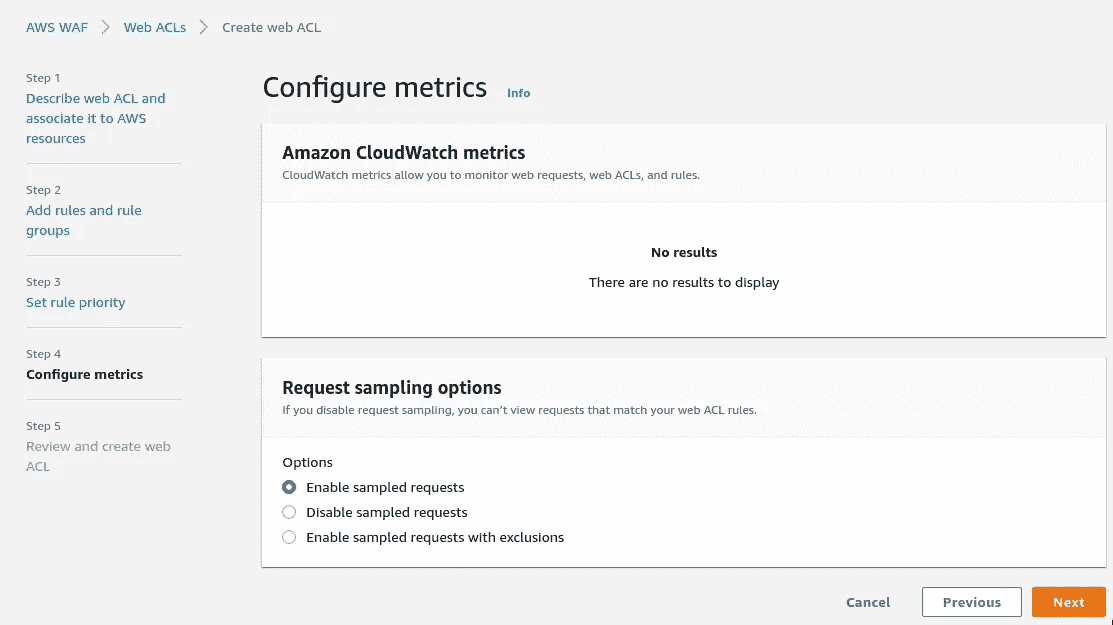 AWS WAF > Web ACLs > Create web ACL
Step 1
Describe web ACL and
associate it to AWS
resources
Step 2
Add rules and rule
groups
Step 3
Set rule priority
Step 4
Configure metrics
Step 5
Review and create web
ACL
Configure metrics Info
Amazon CloudWatch metrics
CloudWatch metrics allow you to monitor web requests, web ACLs, and rules.
No results
There are no results to display
Request sampling options
If you disable request sampling, you can't view requests that match your web ACL rules.
Options
Enable sampled requests
Disable sampled requests
Enable sampled requests with exclusions
Cancel Previous Next